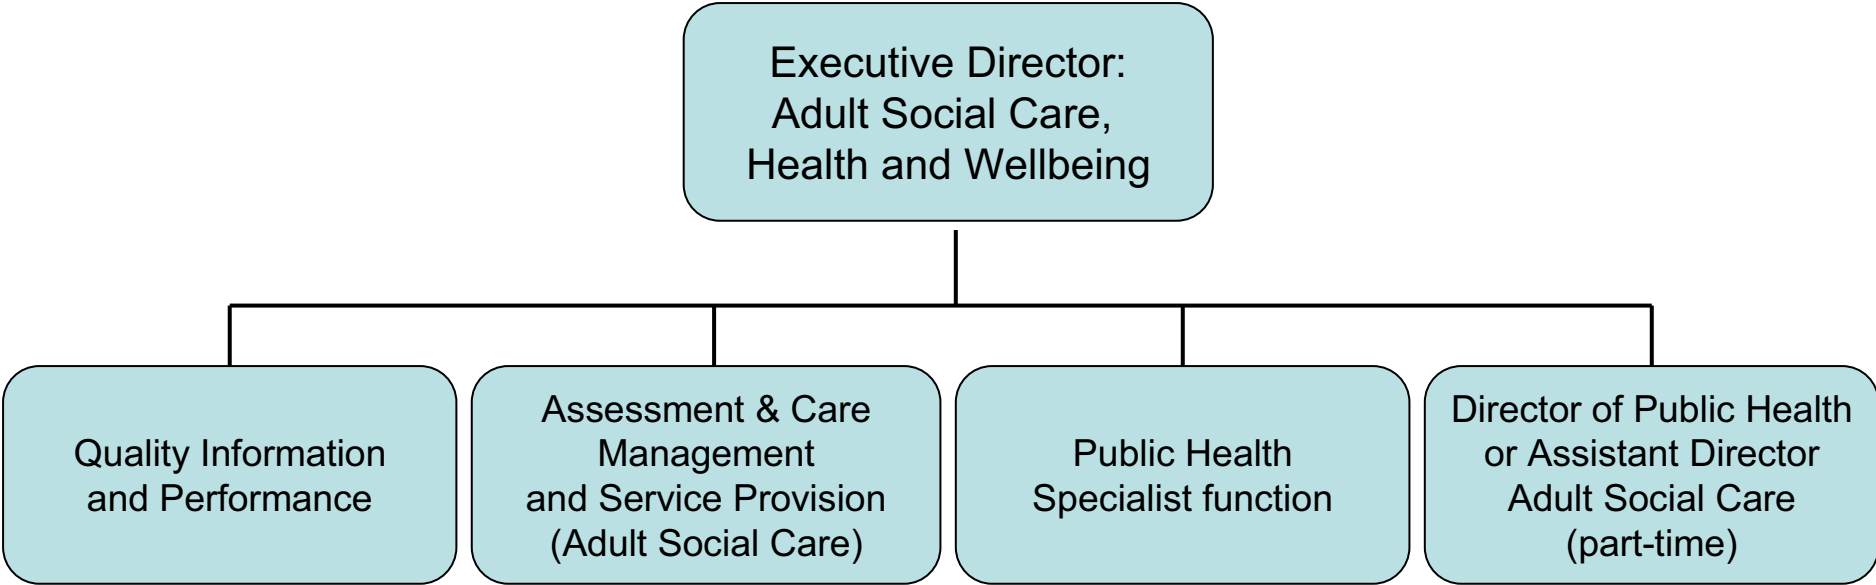 Executive Director:
Adult Social Care,
Health and Wellbeing
Quality Information
and Performance
Assessment & Care
Management
and Service Provision
(Adult Social Care)
Public Health
Specialist function
Director of Public Health
or Assistant Director
Adult Social Care
(part-time)